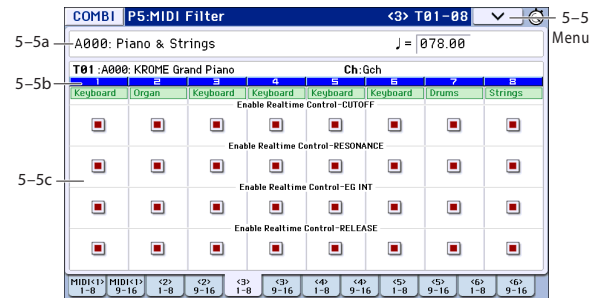 COMBI P5:MIDI Filter <3> T01-08
5-5
Menu
5-5a
A000: Piano & Strings ♩= 078.00
T01 :A000: KROME Grand Piano Ch:Gch
5-5b
1 2 3 4 5 6 7 8
Keyboard Organ Keyboard Keyboard Keyboard Keyboard Drums Strings
Enable Realtime Control-CUTOFF
Enable Realtime Control-RESONANCE
5-5c
Enable Realtime Control-EG INT
Enable Realtime Control-RELEASE
MIDI<1> MIDI<1> <2> <2> <3> <3> <4> <4> <5> <5> <6> <6>
1-8 9-16 1-8 9-16 1-8 9-16 1-8 9-16 1-8 9-16 1-8 9-16